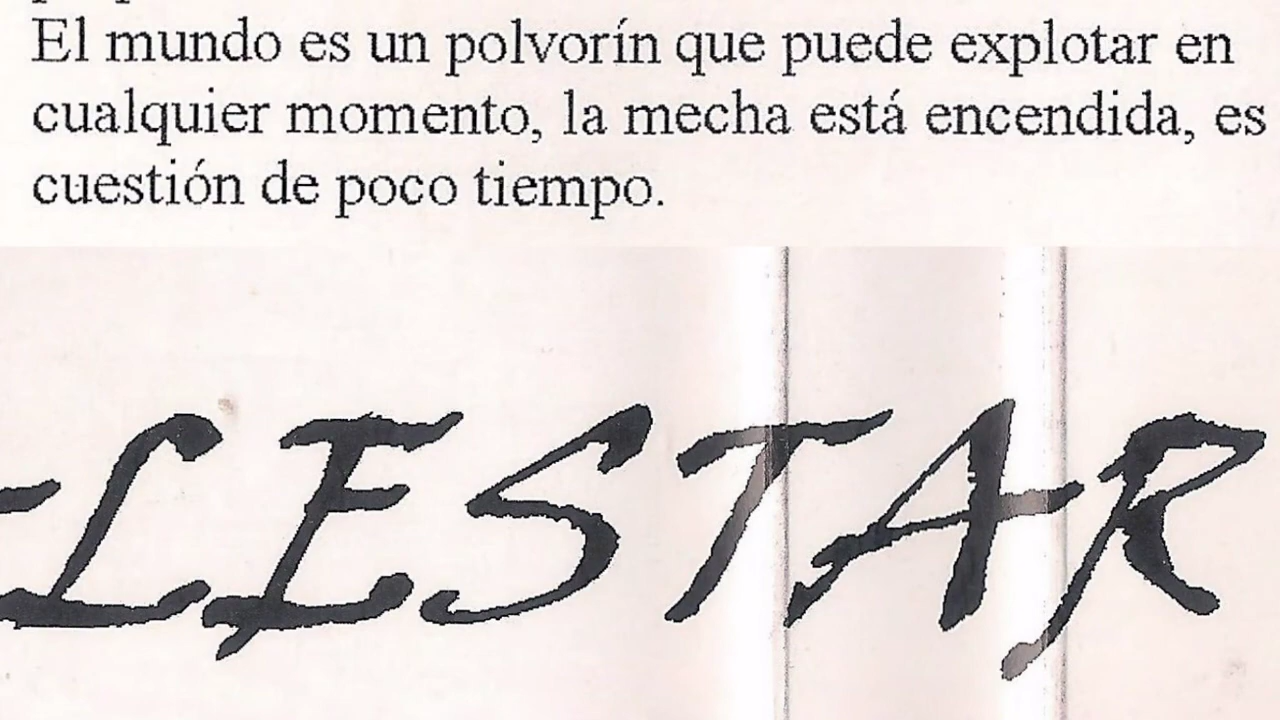 El mundo es un polvorín que puede explotar en
cualquier momento, la mecha está encendida, es
cuestión de poco tiempo.
LESTAR